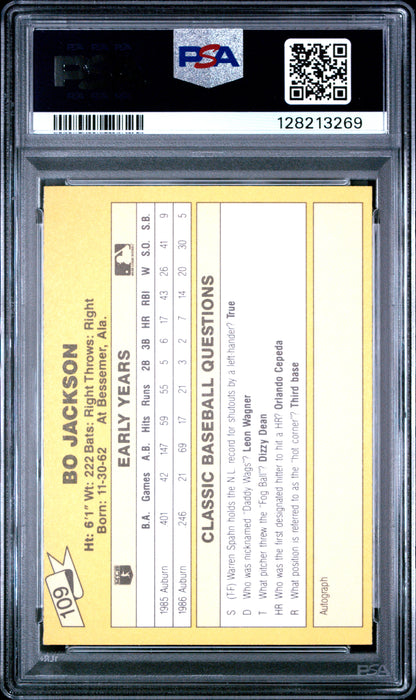 PSA
128213269
109
BO JACKSON
Ht: 6'1" Wt: 222 Bats: Right Throws: Right
Born: 11-30-62 At Bessemer, Ala.
EARLY YEARS
B.A. Games A.B. Hits Runs 2B 3B HR RBI W S.O. S.B.
1985 Auburn 401 42 147 59 55 5 6 17 43 26 41 9
1986 Auburn 246 21 69 17 21 3 2 7 14 20 30 5
CLASSIC BASEBALL QUESTIONS
S (TF) Warren Spahn holds the N.L. record for shutouts by a left-hander? True
D Who was nicknamed "Daddy Wags"? Leon Wagner
T What pitcher threw the "Fog Ball"? Dizzy Dean
HR Who was the first designated hitter to hit a HR? Orlando Cepeda
R What position is referred to as the "hot corner"? Third base
Autograph
PSA